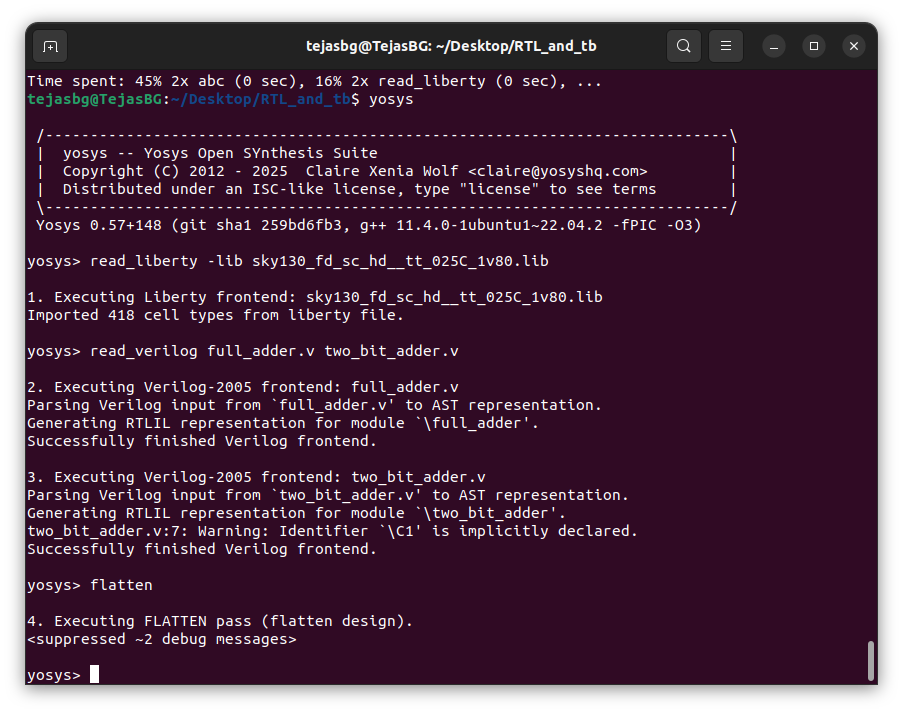 tejasbg@TejasBG: ~/Desktop/RTL_and_tb
Time spent: 45% 2x abc (0 sec), 16% 2x read_liberty (0 sec), ...
tejasbg@TejasBG:~/Desktop/RTL_and_tb$ yosys
/----------------------------------------------------------------------------\
|  yosys -- Yosys Open SYnthesis Suite                                       |
|  Copyright (C) 2012 - 2025  Claire Xenia Wolf <claire@yosyshq.com>         |
|  Distributed under an ISC-like license, type "license" to see terms        |
\----------------------------------------------------------------------------/
Yosys 0.57+148 (git sha1 259bd6fb3, g++ 11.4.0-1ubuntu1~22.04.2 -fPIC -O3)
yosys> read_liberty -lib sky130_fd_sc_hd__tt_025C_1v80.lib
1. Executing Liberty frontend: sky130_fd_sc_hd__tt_025C_1v80.lib
Imported 418 cell types from liberty file.
yosys> read_verilog full_adder.v two_bit_adder.v
2. Executing Verilog-2005 frontend: full_adder.v
Parsing Verilog input from `full_adder.v' to AST representation.
Generating RTLIL representation for module `\full_adder'.
Successfully finished Verilog frontend.
3. Executing Verilog-2005 frontend: two_bit_adder.v
Parsing Verilog input from `two_bit_adder.v' to AST representation.
Generating RTLIL representation for module `\two_bit_adder'.
two_bit_adder.v:7: Warning: Identifier `\C1' is implicitly declared.
Successfully finished Verilog frontend.
yosys> flatten
4. Executing FLATTEN pass (flatten design).
<suppressed ~2 debug messages>
yosys>